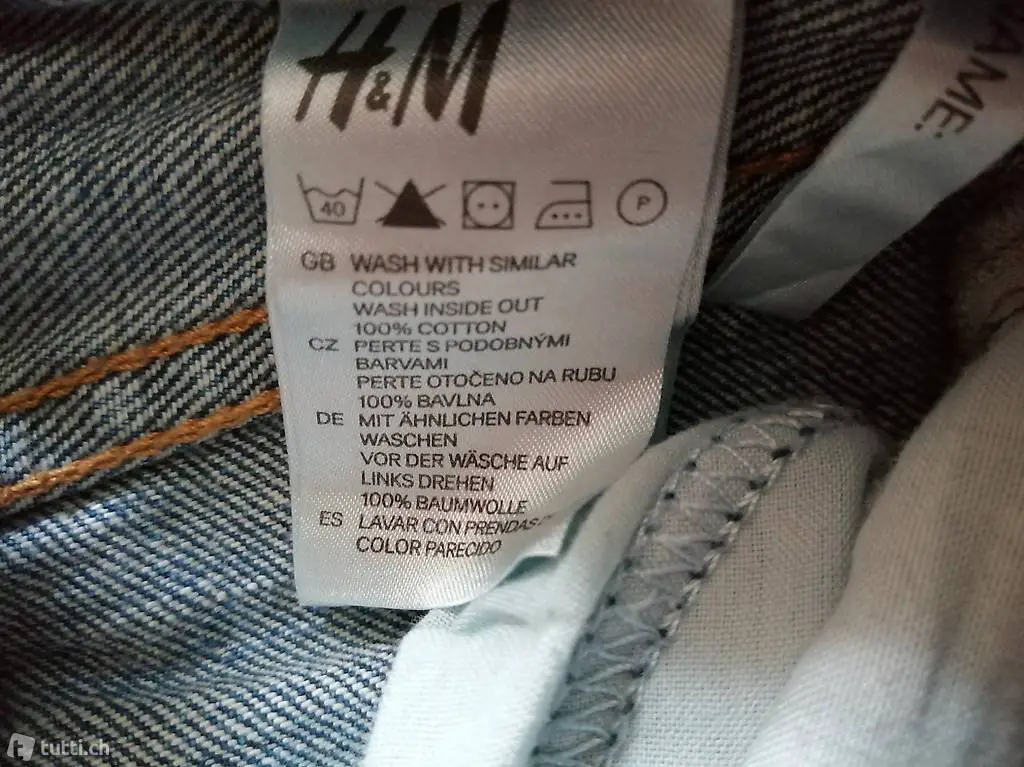 H&M
40 P
GB WASH WITH SIMILAR
COLOURS
WASH INSIDE OUT
100% COTTON
CZ PERTE S PODOBNÝMI
BARVAMI
PERTE OTOČENO NA RUBU
100% BAVLNA
DE MIT ÄHNLICHEN FARBEN
WASCHEN
VOR DER WÄSCHE AUF
LINKS DREHEN
100% BAUMWOLLE
ES LAVAR CON PRENDAS
COLOR PARECIDO
AME:
tutti.ch